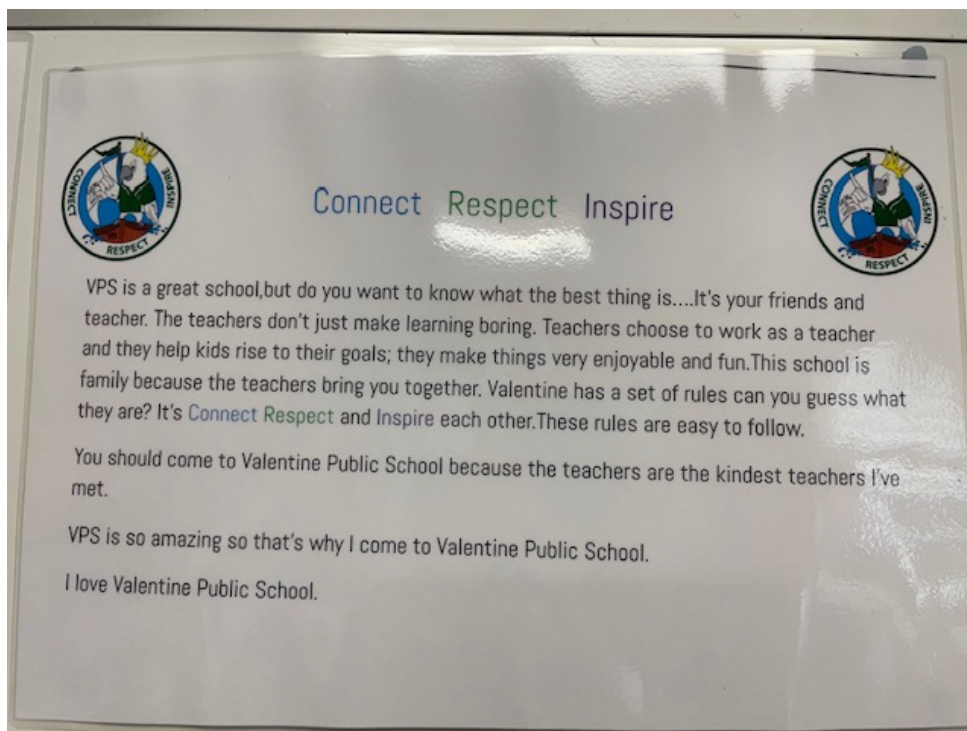 CONNECT RESPECT INSPIRE
Connect Respect Inspire
CONNECT RESPECT INSPIRE
VPS is a great school,but do you want to know what the best thing is....It's your friends and
teacher. The teachers don't just make learning boring. Teachers choose to work as a teacher
and they help kids rise to their goals; they make things very enjoyable and fun.This school is
family because the teachers bring you together. Valentine has a set of rules can you guess what
they are? It's Connect Respect and Inspire each other.These rules are easy to follow.
You should come to Valentine Public School because the teachers are the kindest teachers I've
met.
VPS is so amazing so that's why I come to Valentine Public School.
I love Valentine Public School.